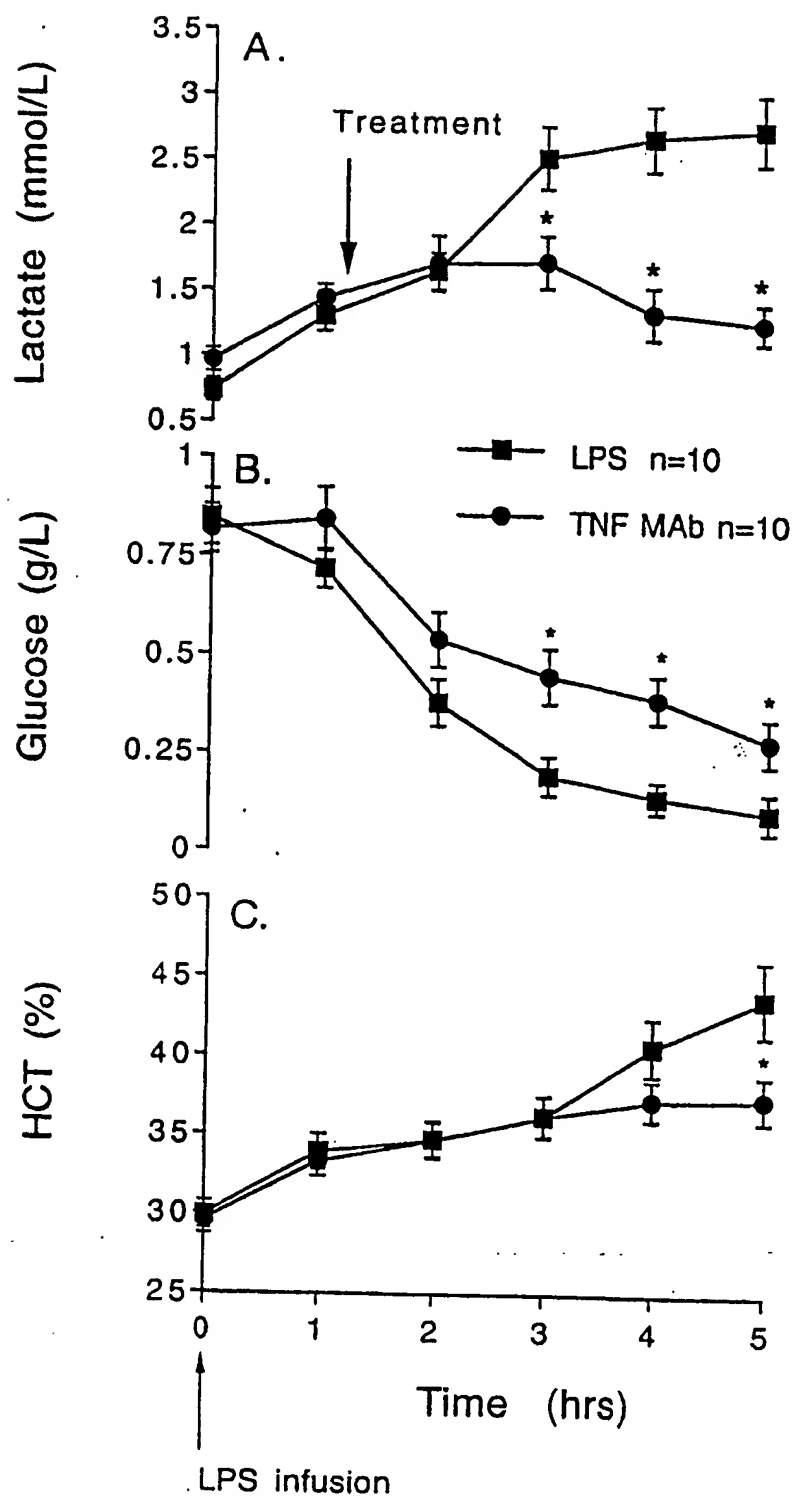 A.
Lactate (mmol/L)
3.5
3
2.5
2
1.5
1
0.5
Treatment
*
*
*
B.
Glucose (g/L)
1
0.75
0.5
0.25
0
LPS n=10
TNF MAb n=10
*
*
*
C.
HCT (%)
50
45
40
35
30
25
*
0 1 2 3 4 5
Time (hrs)
LPS infusion